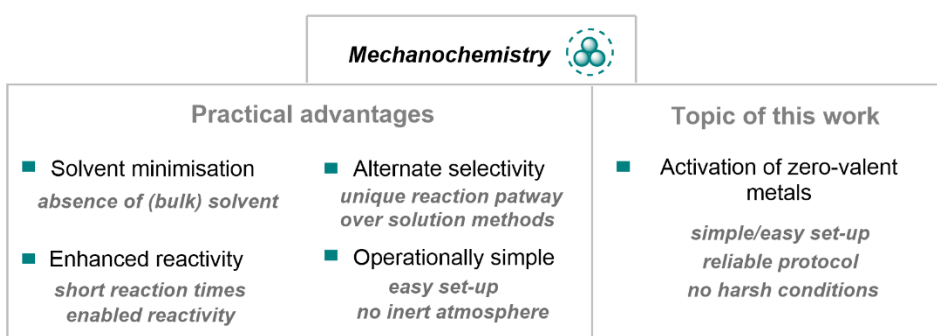 Mechanochemistry
Practical advantages
Solvent minimisation
absence of (bulk) solvent
Enhanced reactivity
short reaction times
enabled reactivity
Alternate selectivity
unique reaction patway
over solution methods
Operationally simple
easy set-up
no inert atmosphere
Topic of this work
Activation of zero-valent
metals
simple/easy set-up
reliable protocol
no harsh conditions